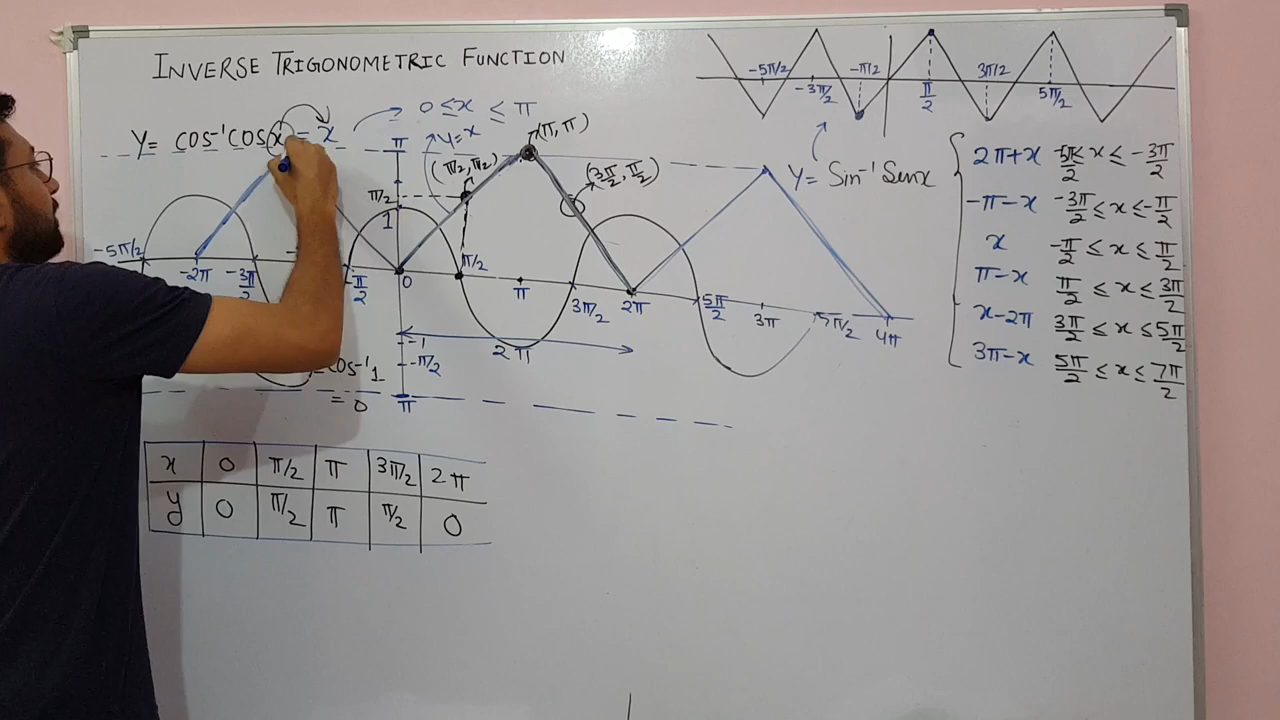 INVERSE TRIGONOMETRIC FUNCTION
Y= cos⁻¹cos(x) = x
0 ≤ x ≤ π
y=x
(π/2, π/2)
(π, π)
(3π/2, π/2)
π
π/2
1
-5π/2
-2π
-3π/2
-π/2
0
π/2
π
3π/2
2π
5π/2
3π
7π/2
4π
-1
2π
-π/2
cos⁻¹1
= 0
π
x 0 π/2 π 3π/2 2π
y 0 π/2 π π/2 0
-5π/2
-3π/2
-π/2
π/2
3π/2
5π/2
Y= Sin⁻¹Sinx
2π+x -5π/2 ≤ x ≤ -3π/2
-π-x -3π/2 ≤ x ≤ -π/2
x -π/2 ≤ x ≤ π/2
π-x π/2 ≤ x ≤ 3π/2
x-2π 3π/2 ≤ x ≤ 5π/2
3π-x 5π/2 ≤ x ≤ 7π/2